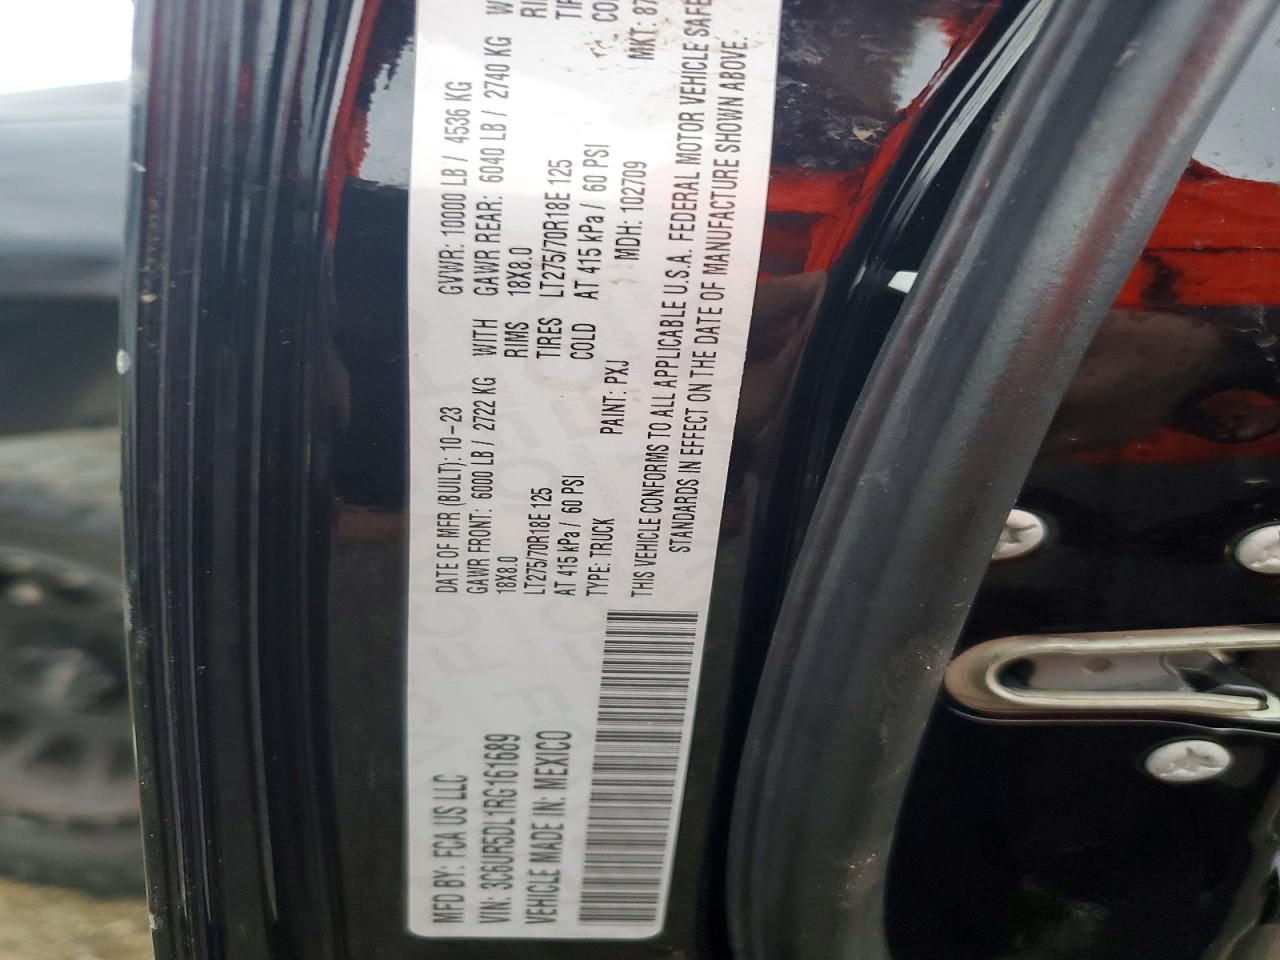 MFD BY: FCA US LLC DATE OF MFR (BUILT): 10-23 GVWR: 10000 LB / 4536 KG
VIN: 3C6UR5DL1RG161689 GAWR FRONT: 6000 LB / 2722 KG WITH GAWR REAR: 6040 LB / 2740 KG
VEHICLE MADE IN: MEXICO 18X8.0 RIMS 18X8.0
LT275/70R18E 125 TIRES LT275/70R18E 125
AT 415 kPa / 60 PSI COLD AT 415 kPa / 60 PSI
TYPE: TRUCK PAINT: PXJ MDH: 102709 MKT:
THIS VEHICLE CONFORMS TO ALL APPLICABLE U.S.A. FEDERAL MOTOR VEHICLE SAFE
STANDARDS IN EFFECT ON THE DATE OF MANUFACTURE SHOWN ABOVE.